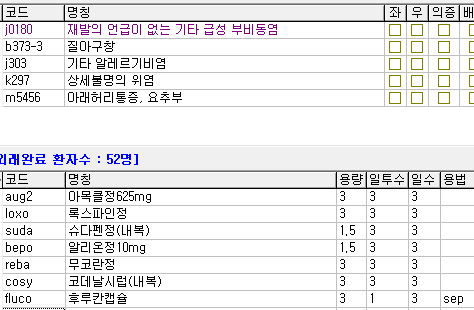 코드 명칭 좌 우 의증 배
j0180 재발의 언급이 없는 기타 급성 부비동염
b373-3 질아구창
j303 기타 알레르기비염
k297 상세불명의 위염
m5456 아래허리통증, 요추부
외래완료 환자수 : 52명]
코드 명칭 용량 일투수 일수 용법
aug2 아목클정625mg 3 3 3
loxo 록스파인정 3 3 3
suda 슈다펜정(내복) 1,5 3 3
bepo 알리온정10mg 1,5 3 3
reba 무코란정 3 3 3
cosy 코데날시럽(내복) 3 3 3
fluco 후루칸캡슐 3 1 3 sep